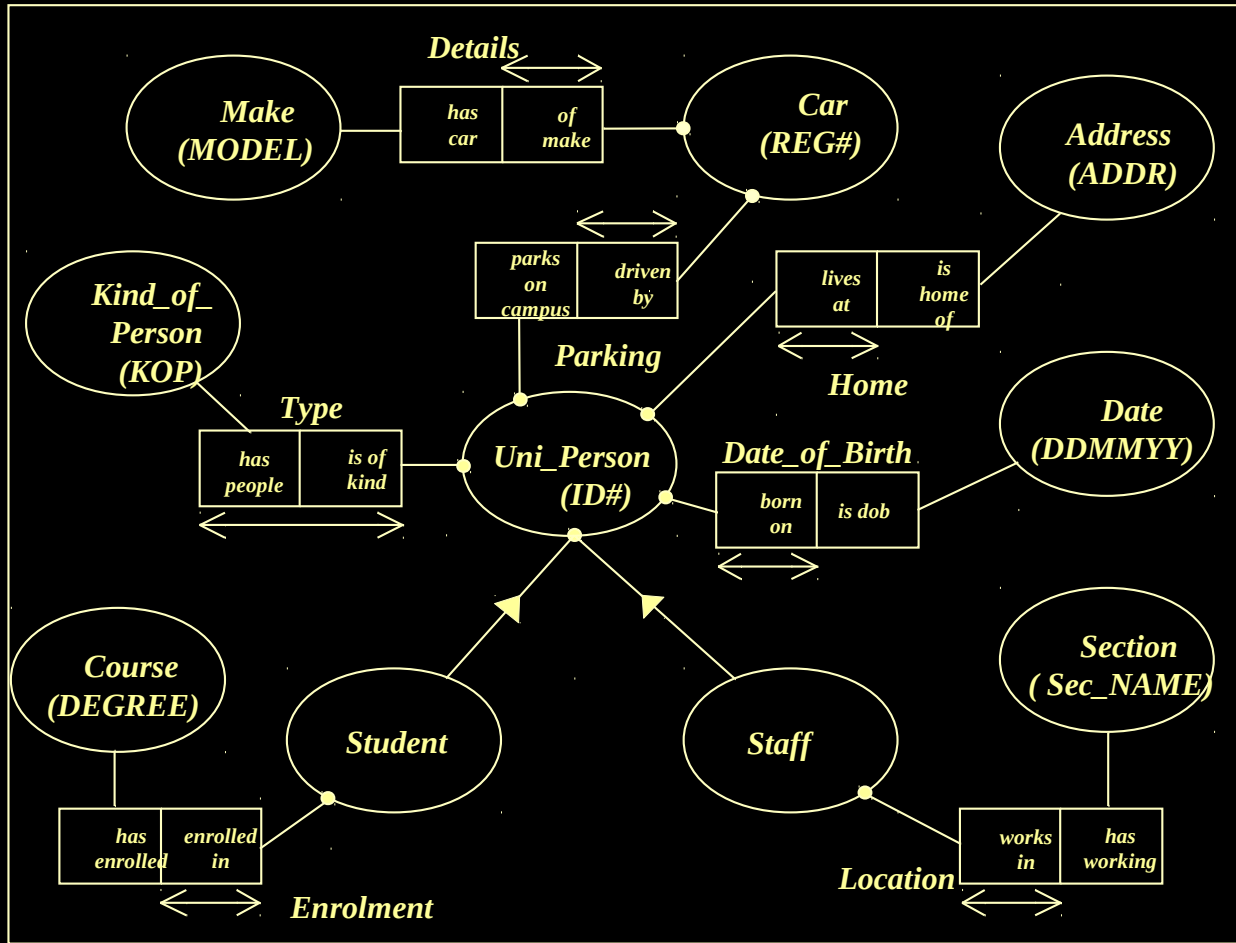 Details
Make
(MODEL)
has
car
of
make
Car
(REG#)
Address
(ADDR)
parks
on
campus
driven
by
lives
at
is
home
of
Kind_of_
Person
(KOP)
Parking
Home
Type
has
people
is of
kind
Uni_Person
(ID#)
Date_of_Birth
born
on
is dob
Date
(DDMMYY)
Course
(DEGREE)
Student
Staff
Section
( Sec_NAME)
has
enrolled
enrolled
in
Enrolment
Location
works
in
has
working